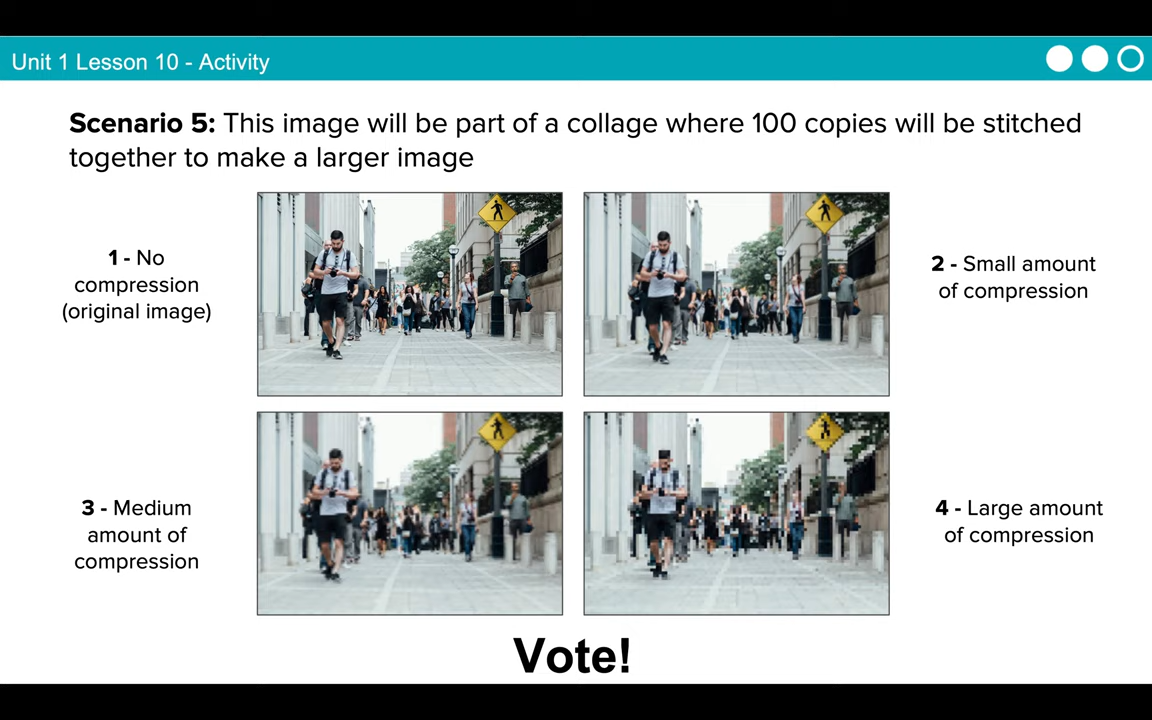 Unit 1 Lesson 10 - Activity
Scenario 5: This image will be part of a collage where 100 copies will be stitched
together to make a larger image
1 - No
compression
(original image)
2 - Small amount
of compression
3 - Medium
amount of
compression
4 - Large amount
of compression
Vote!